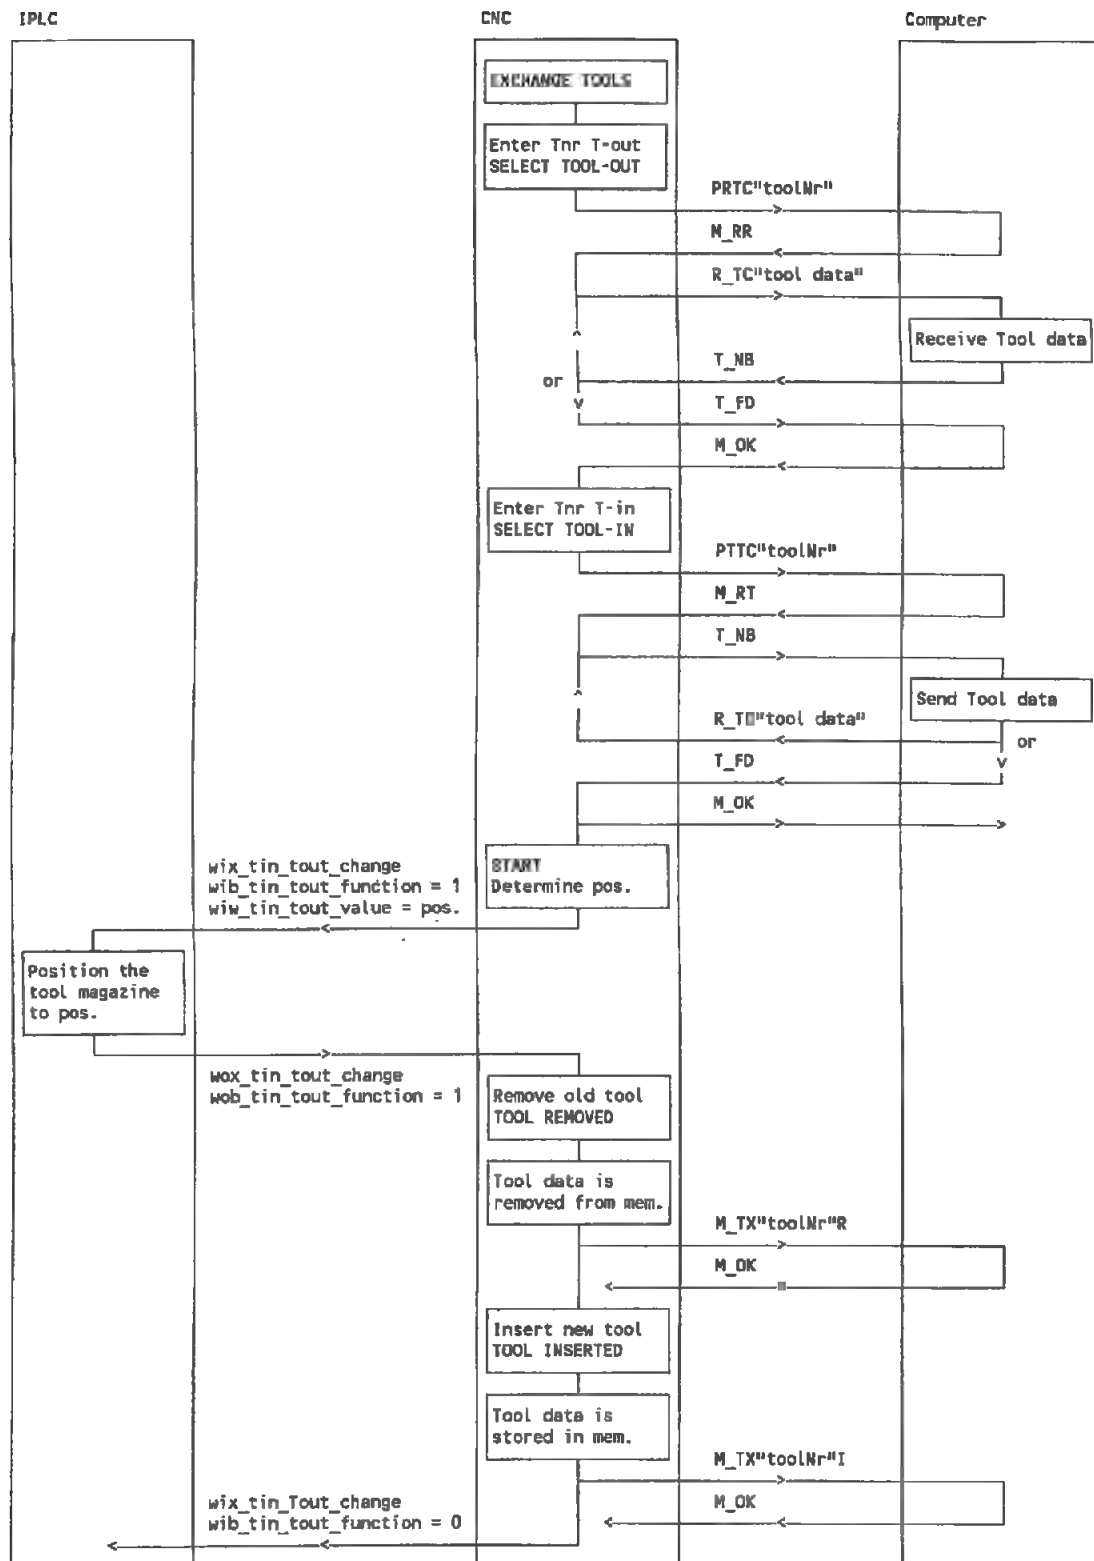 IPLC
CNC
Computer
EXCHANGE TOOLS
Enter Tnr T-out
SELECT TOOL-OUT
PRTC"toolNr"
M_RR
R_TC"tool data"
Receive Tool data
T_NB
or
T_FD
M_OK
Enter Tnr T-in
SELECT TOOL-IN
PTTC"toolNr"
M_RT
T_NB
Send Tool data
"tool data"
or
T_FD
M_OK
wix_tin_tout_change
wib_tin_tout_function = 1
wiw_tin_tout_value = pos.
START
Determine pos.
Position the
tool magazine
to pos.
wox_tin_tout_change
wob_tin_tout_function = 1
Remove old tool
TOOL REMOVED
Tool data is
removed from mem.
M_TX"toolNr"R
M_OK
Insert new tool
TOOL INSERTED
Tool data is
stored in mem.
M_TX"toolNr"I
M_OK
wix_tin_Tout_change
wib_tin_tout_function = 0